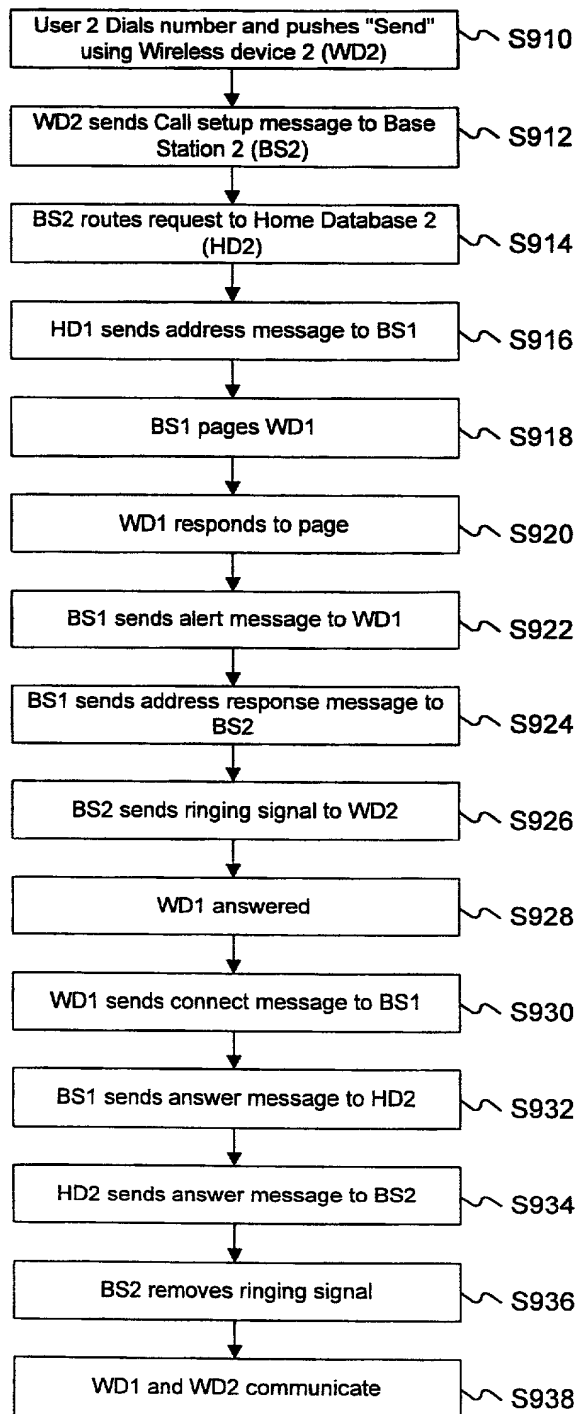 User 2 Dials number and pushes "Send"
using Wireless device 2 (WD2)
S910
WD2 sends Call setup message to Base
Station 2 (BS2)
S912
BS2 routes request to Home Database 2
(HD2)
S914
HD1 sends address message to BS1
S916
BS1 pages WD1
S918
WD1 responds to page
S920
BS1 sends alert message to WD1
S922
BS1 sends address response message to
BS2
S924
BS2 sends ringing signal to WD2
S926
WD1 answered
S928
WD1 sends connect message to BS1
S930
BS1 sends answer message to HD2
S932
HD2 sends answer message to BS2
S934
BS2 removes ringing signal
S936
WD1 and WD2 communicate
S938